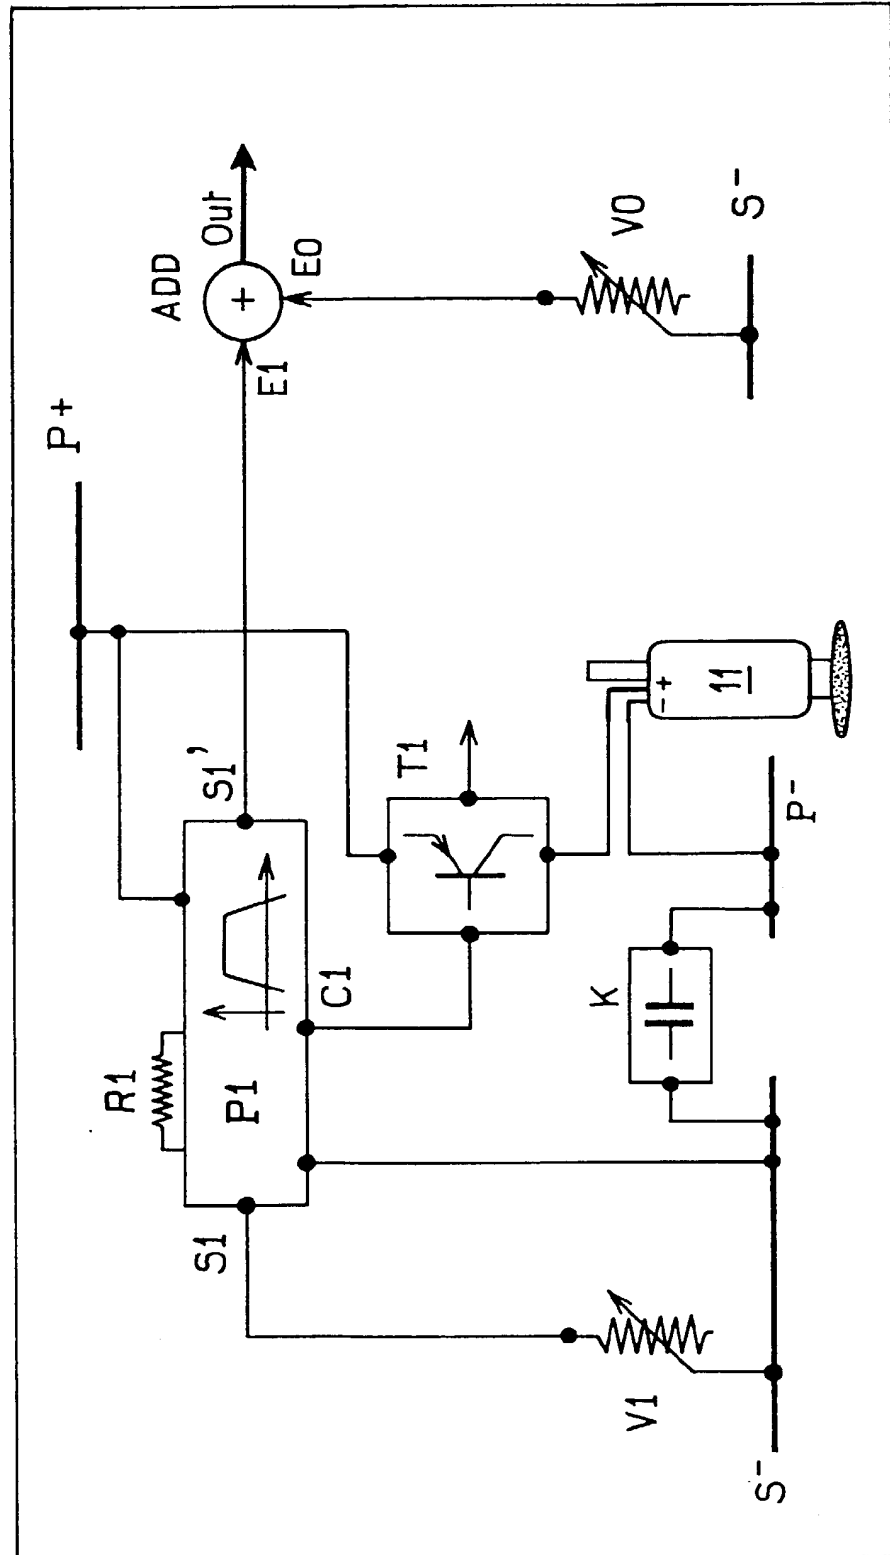 P+
ADD
Out
E1
E0
R1
P1
S1
S1'
C1
T1
V0
S-
K
- +
11
P-
V1
S-